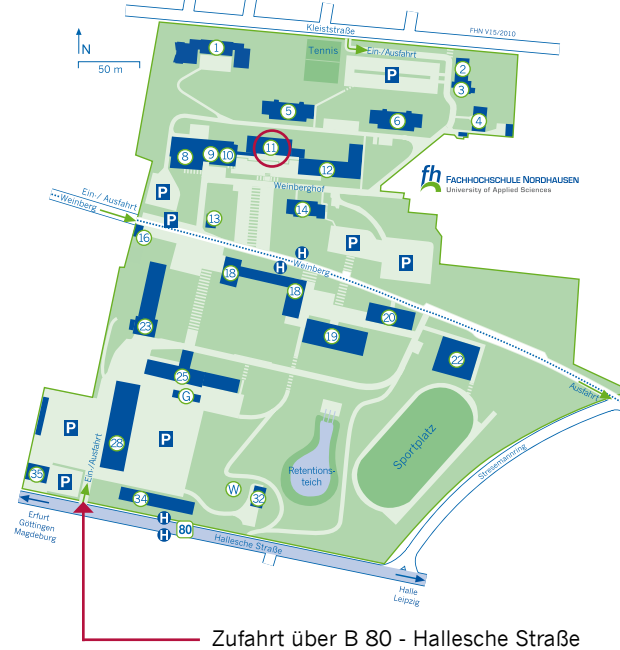 Kleiststraße
FHN V15/2010
N
50 m
1
Tennis
Ein-/Ausfahrt
P
2
3
4
5
6
8
9
10
11
12
fh FACHHOCHSCHULE NORDHAUSEN
University of Applied Sciences
Weinberghof
P
Ein-/ Ausfahrt
Weinberg
P
13
14
16
P
P
H
H
Weinberg
18
18
19
20
22
23
25
G
Ausfahrt
P
28
P
Ein-/Ausfahrt
Sportplatz
Stresemannring
Retentions-
teich
35
P
34
W
32
H
H
80
Hallesche Straße
Erfurt
Göttingen
Magdeburg
Halle
Leipzig
Zufahrt über B 80 - Hallesche Straße